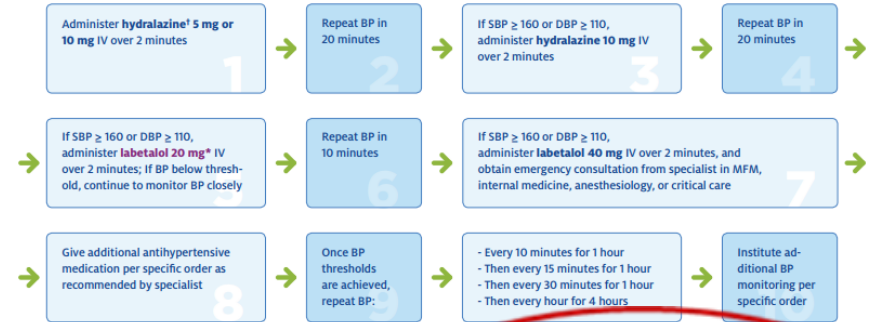 Administer hydralazine† 5 mg or
10 mg IV over 2 minutes
1
Repeat BP in
20 minutes
2
If SBP ≥ 160 or DBP ≥ 110,
administer hydralazine 10 mg IV
over 2 minutes
3
Repeat BP in
20 minutes
4
If SBP ≥ 160 or DBP ≥ 110,
administer labetalol 20 mg* IV
over 2 minutes; If BP below thresh-
old, continue to monitor BP closely
5
Repeat BP in
10 minutes
6
If SBP ≥ 160 or DBP ≥ 110,
administer labetalol 40 mg IV over 2 minutes, and
obtain emergency consultation from specialist in MFM,
internal medicine, anesthesiology, or critical care
7
Give additional antihypertensive
medication per specific order as
recommended by specialist
8
Once BP
thresholds
are achieved,
repeat BP:
9
- Every 10 minutes for 1 hour
- Then every 15 minutes for 1 hour
- Then every 30 minutes for 1 hour
- Then every hour for 4 hours
Institute ad-
ditional BP
monitoring per
specific order
10